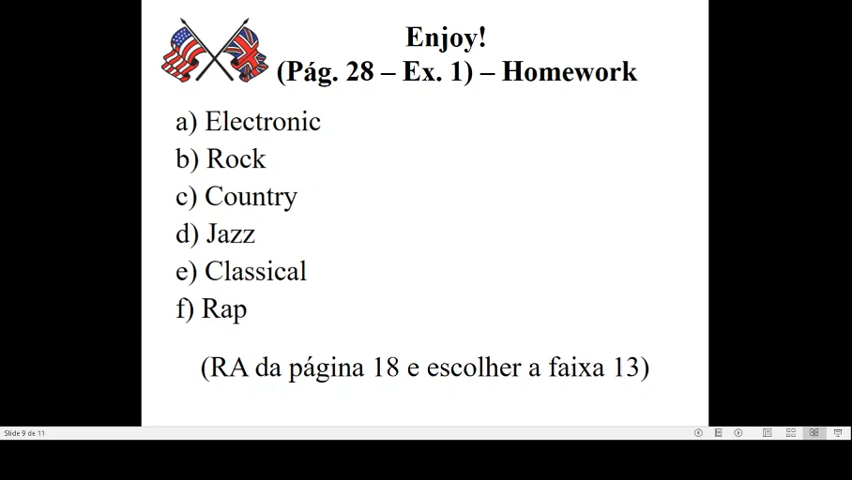 Enjoy!
(Pág. 28 – Ex. 1) – Homework
a) Electronic
b) Rock
c) Country
d) Jazz
e) Classical
f) Rap
(RA da página 18 e escolher a faixa 13)
Slide 9 de 11